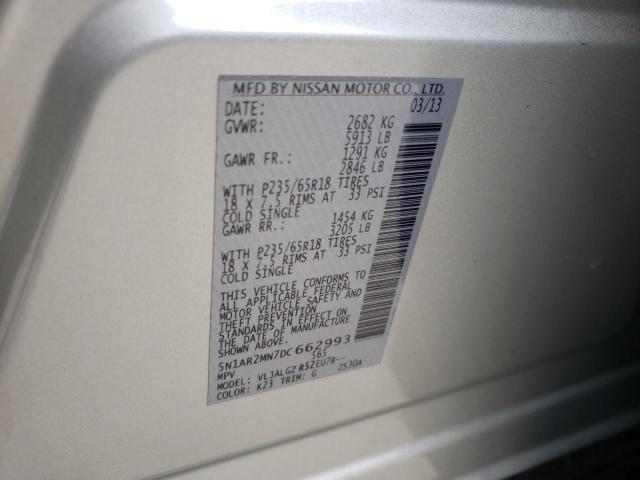 MFD BY NISSAN MOTOR CO., LTD.
DATE: 03/13
GVWR: 2682 KG
5913 LB
GAWR FR.: 1291 KG
2846 LB
WITH P235/65R18 TIRES
18 X 7.5 RIMS AT 33 PSI
COLD SINGLE
GAWR RR.: 1454 KG
3205 LB
WITH P235/65R18 TIRES
18 X 7.5 RIMS AT 33 PSI
COLD SINGLE
THIS VEHICLE CONFORMS TO
ALL APPLICABLE FEDERAL
MOTOR VEHICLE SAFETY AND
THEFT PREVENTION
STANDARDS IN EFFECT ON
THE DATE OF MANUFACTURE
SHOWN ABOVE.
5N1AR2MN7DC662993
MPV 565
MODEL: VLJALGZ R52EU7B--
COLOR: K23 TRIM: G ZS30A